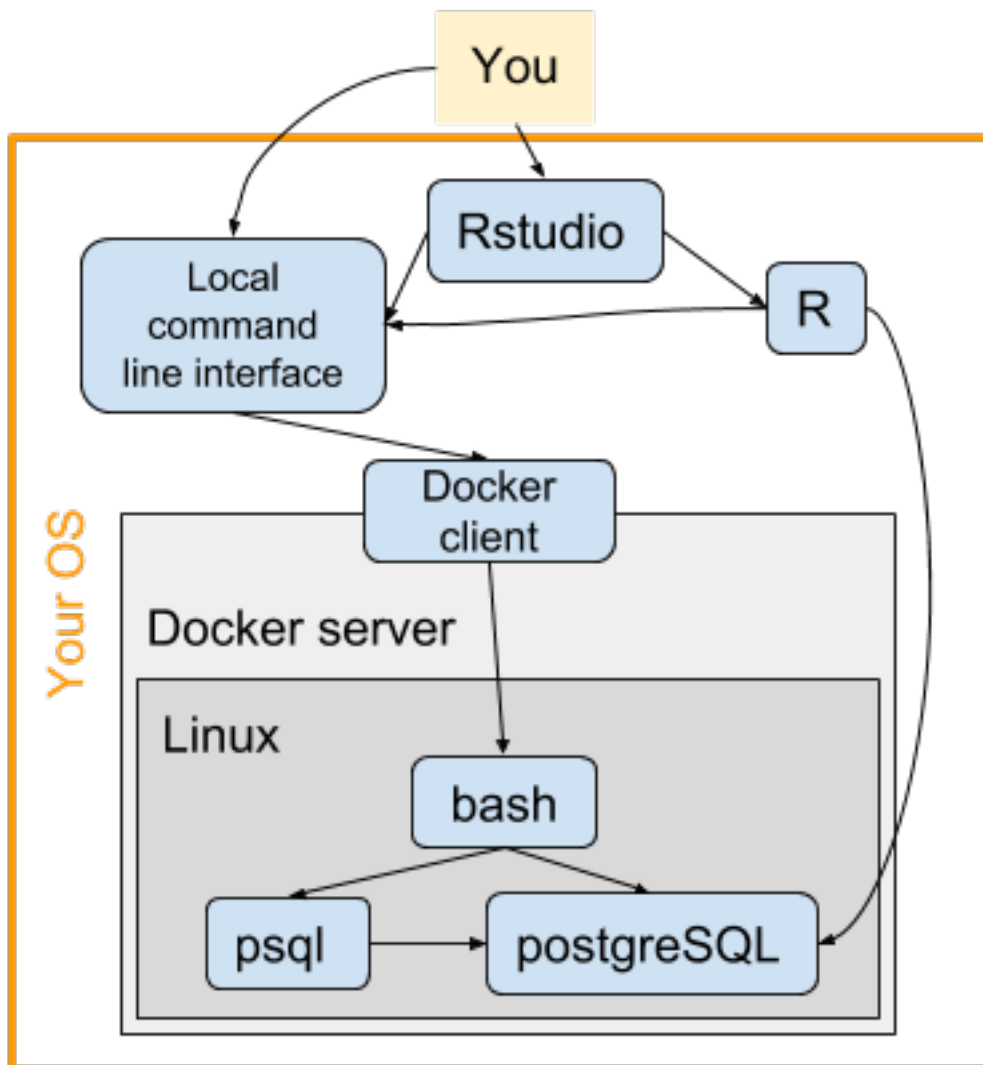 You
Rstudio
Local
command
line interface
R
Docker
client
Your OS
Docker server
Linux
bash
psql
postgreSQL